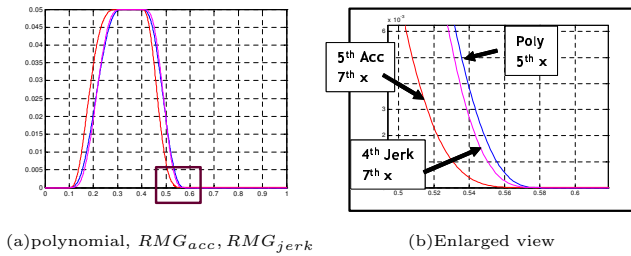 0.05
0.045
0.04
0.035
0.03
0.025
0.02
0.015
0.01
0.005
0
0 0.1 0.2 0.3 0.4 0.5 0.6 0.7 0.8 0.9 1
(a)polynomial, RMG_acc, RMG_jerk
x 10⁻³
6
5th Acc
7th x
Poly
5th x
3
2
4th Jerk
7th x
0.5 0.52 0.54 0.56 0.58 0.6
(b)Enlarged view